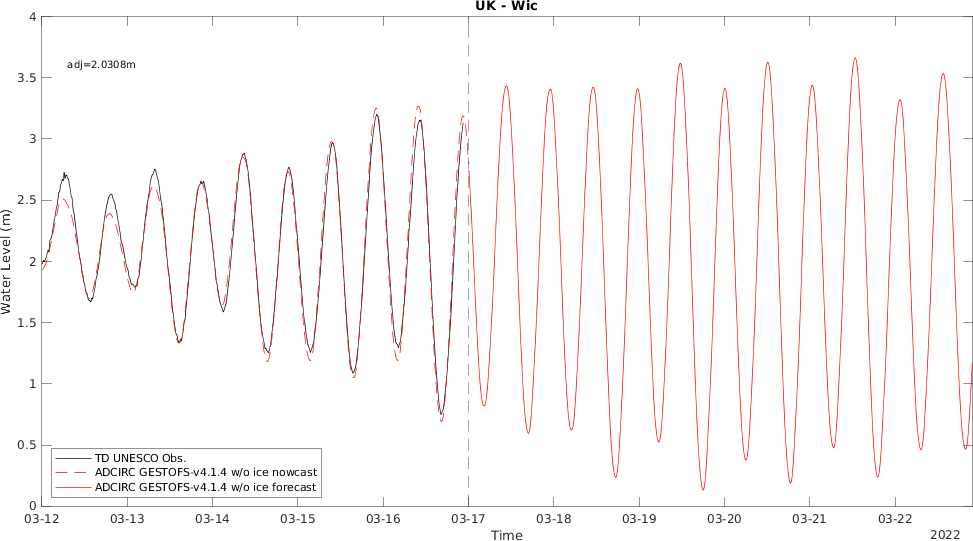 UK - Wic
adj=2.0308m
Water Level (m)
4
3.5
3
2.5
2
1.5
1
0.5
0
TD UNESCO Obs.
ADCIRC GESTOFS-v4.1.4 w/o ice nowcast
ADCIRC GESTOFS-v4.1.4 w/o ice forecast
03-12 03-13 03-14 03-15 03-16 03-17 03-18 03-19 03-20 03-21 03-22
Time
2022